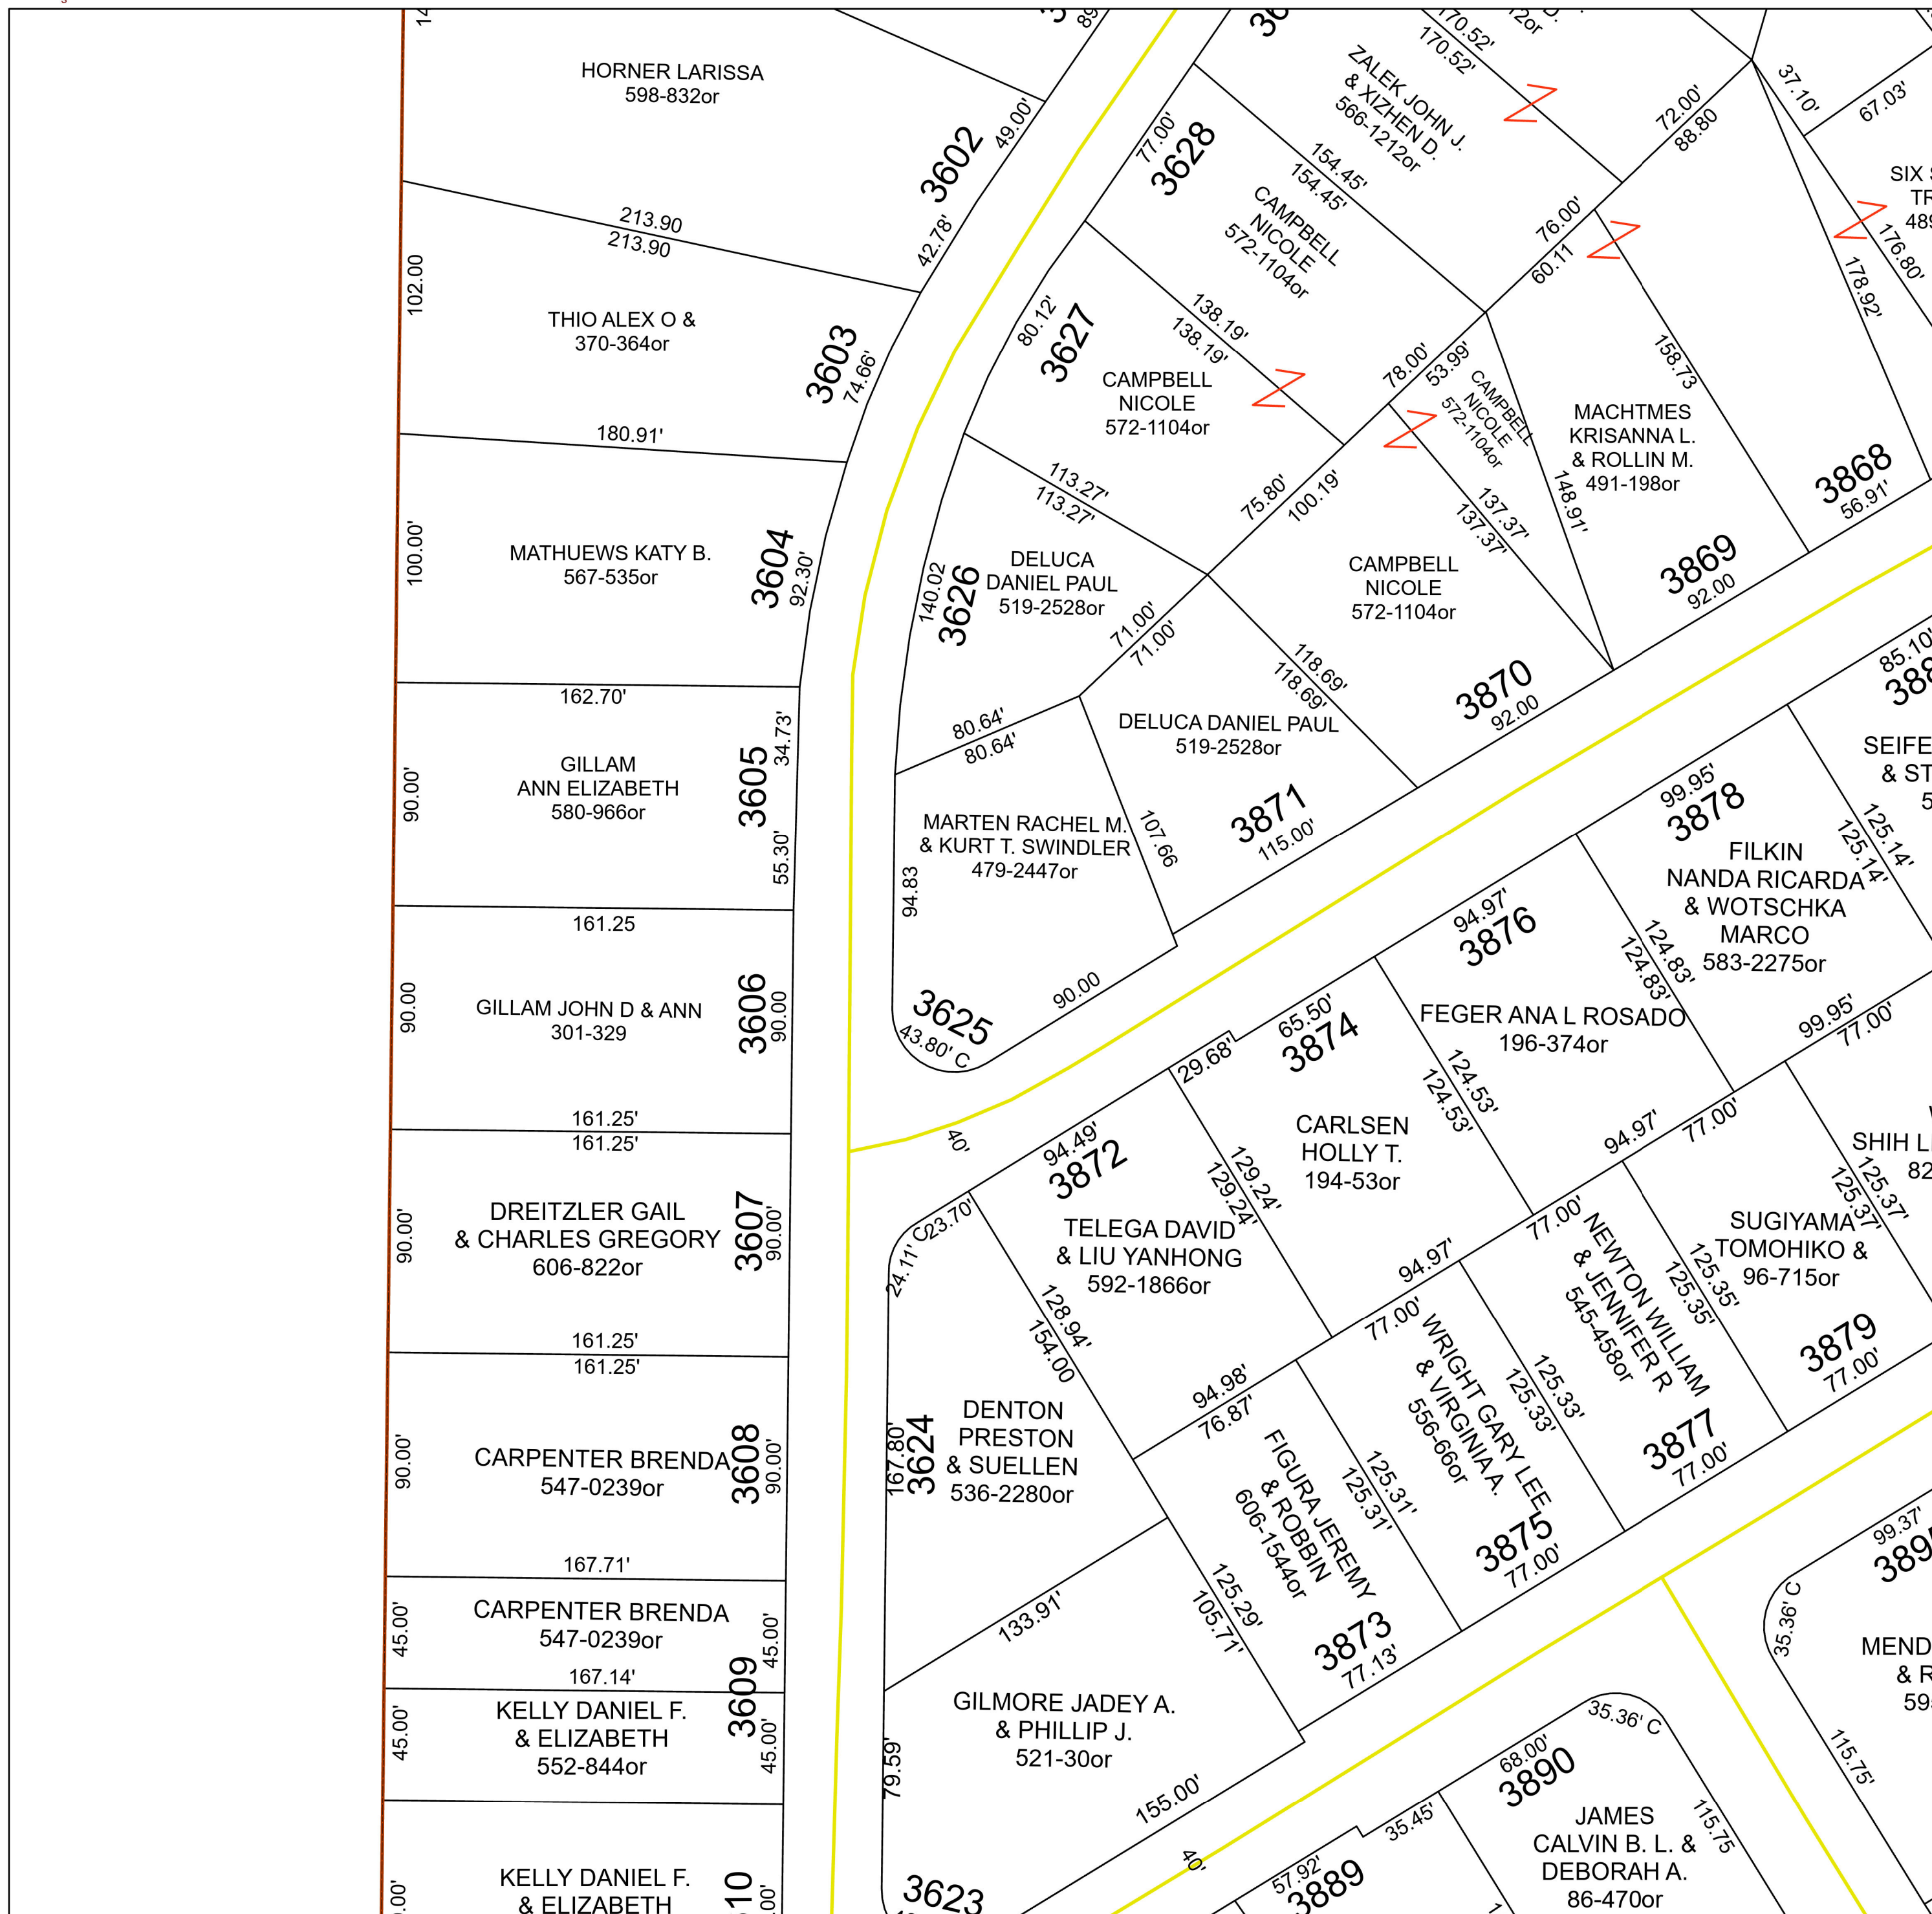 HORNER LARISSA
598-832or
3602
49.00'
42.78'
213.90
213.90
102.00
THIO ALEX O &
370-364or
3603
74.66'
180.91'
100.00'
MATHUEWS KATY B.
567-535or
3604
92.30'
162.70'
90.00'
GILLAM
ANN ELIZABETH
580-966or
3605
34.73'
55.30'
161.25
90.00
GILLAM JOHN D & ANN
301-329
3606
90.00
161.25'
161.25'
90.00'
DREITZLER GAIL
& CHARLES GREGORY
606-822or
3607
90.00'
161.25'
161.25'
90.00'
CARPENTER BRENDA
547-0239or
3608
90.00'
167.71'
45.00'
CARPENTER BRENDA
547-0239or
45.00'
167.14'
3609
45.00'
KELLY DANIEL F.
& ELIZABETH
552-844or
45.00'
KELLY DANIEL F.
& ELIZABETH
170.52'
170.52'
ZALEK JOHN J.
& XIZHEN D.
566-1212or
77.00'
3628
154.45'
154.45'
CAMPBELL
NICOLE
572-1104or
72.00'
88.80
37.10'
67.03'
76.00'
60.11
176.80'
178.92'
80.12'
3627
138.19'
138.19'
CAMPBELL
NICOLE
572-1104or
78.00'
53.99'
CAMPBELL
NICOLE
572-1104or
158.73
MACHTMES
KRISANNA L.
& ROLLIN M.
491-198or
148.91'
3868
56.91'
3869
92.00
113.27'
113.27'
75.80'
100.19'
137.37'
137.37'
CAMPBELL
NICOLE
572-1104or
3870
92.00
140.02
3626
DELUCA
DANIEL PAUL
519-2528or
71.00'
71.00'
118.69'
118.69'
80.64'
80.64'
DELUCA DANIEL PAUL
519-2528or
3871
115.00'
MARTEN RACHEL M.
& KURT T. SWINDLER
479-2447or
107.66
94.83
3625
43.80' C
90.00
40'
85.10'
99.95'
3878
125.14'
125.14'
FILKIN
NANDA RICARDA
& WOTSCHKA
MARCO
583-2275or
94.97'
3876
124.83'
124.83'
FEGER ANA L ROSADO
196-374or
99.95'
77.00'
65.50'
29.68'
3874
124.53'
124.53'
CARLSEN
HOLLY T.
194-53or
94.97'
77.00'
94.49'
3872
129.24'
129.24'
TELEGA DAVID
& LIU YANHONG
592-1866or
94.97'
77.00'
24.11' C
23.70'
128.94'
154.00
167.80'
3624
DENTON
PRESTON
& SUELLEN
536-2280or
94.98'
76.87'
FIGURA JEREMY
& ROBBIN
606-1544or
125.31'
125.31'
77.00'
WRIGHT GARY LEE
& VIRGINIA A.
556-66or
125.33'
125.33'
NEWTON WILLIAM
& JENNIFER R
545-458or
125.35'
125.35'
SUGIYAMA
TOMOHIKO &
96-715or
125.37'
125.37'
3879
77.00'
3877
77.00'
3875
77.00'
3873
77.13'
125.29'
105.71'
133.91'
GILMORE JADEY A.
& PHILLIP J.
521-30or
79.59'
155.00'
3623
40'
99.37'
35.36' C
115.75'
35.36' C
68.00'
3890
115.75
35.45'
57.92'
3889
JAMES
CALVIN B. L. &
DEBORAH A.
86-470or